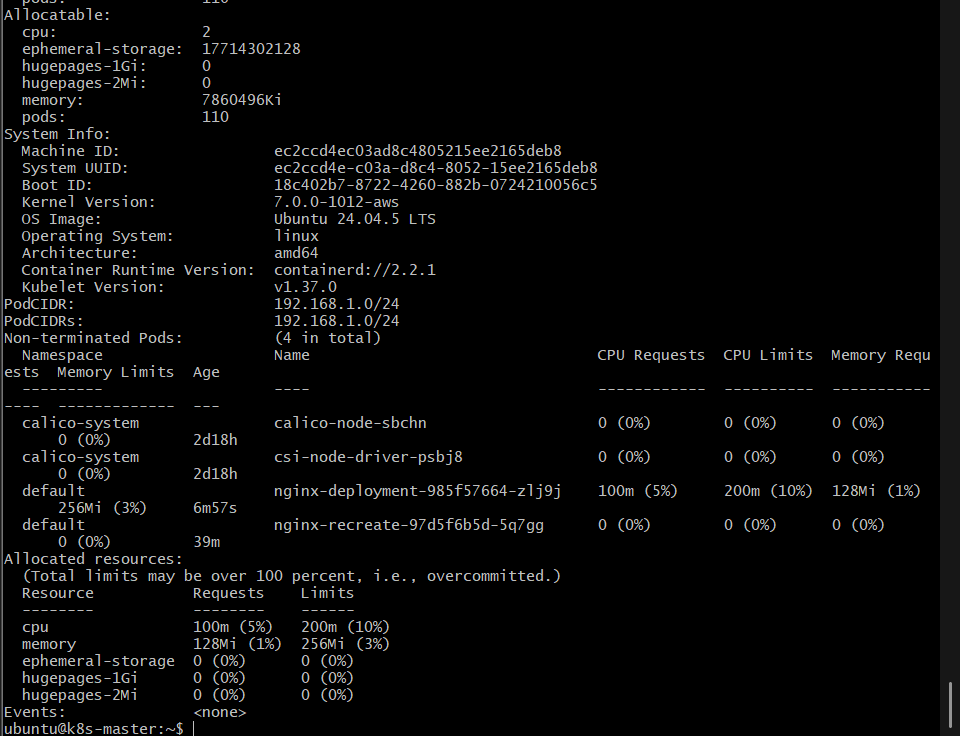 pods:               110
Allocatable:
  cpu:                2
  ephemeral-storage:  17714302128
  hugepages-1Gi:      0
  hugepages-2Mi:      0
  memory:             7860496Ki
  pods:               110
System Info:
  Machine ID:                 ec2ccd4ec03ad8c4805215ee2165deb8
  System UUID:                ec2ccd4e-c03a-d8c4-8052-15ee2165deb8
  Boot ID:                    18c402b7-8722-4260-882b-0724210056c5
  Kernel Version:             7.0.0-1012-aws
  OS Image:                   Ubuntu 24.04.5 LTS
  Operating System:           linux
  Architecture:               amd64
  Container Runtime Version:  containerd://2.2.1
  Kubelet Version:            v1.37.0
PodCIDR:                      192.168.1.0/24
PodCIDRs:                     192.168.1.0/24
Non-terminated Pods:          (4 in total)
  Namespace                   Name                                CPU Requests  CPU Limits  Memory Requ
ests  Memory Limits  Age
  ---------                   ----                                ------------  ----------  -----------
----  -------------  ---
  calico-system               calico-node-sbchn                   0 (0%)        0 (0%)      0 (0%)
      0 (0%)         2d18h
  calico-system               csi-node-driver-psbj8               0 (0%)        0 (0%)      0 (0%)
      0 (0%)         2d18h
  default                     nginx-deployment-985f57664-zlj9j    100m (5%)     200m (10%)  128Mi (1%)
      256Mi (3%)     6m57s
  default                     nginx-recreate-97d5f6b5d-5q7gg      0 (0%)        0 (0%)      0 (0%)
      0 (0%)         39m
Allocated resources:
  (Total limits may be over 100 percent, i.e., overcommitted.)
  Resource           Requests    Limits
  --------           --------    ------
  cpu                100m (5%)   200m (10%)
  memory             128Mi (1%)  256Mi (3%)
  ephemeral-storage  0 (0%)      0 (0%)
  hugepages-1Gi      0 (0%)      0 (0%)
  hugepages-2Mi      0 (0%)      0 (0%)
Events:              <none>
ubuntu@k8s-master:~$